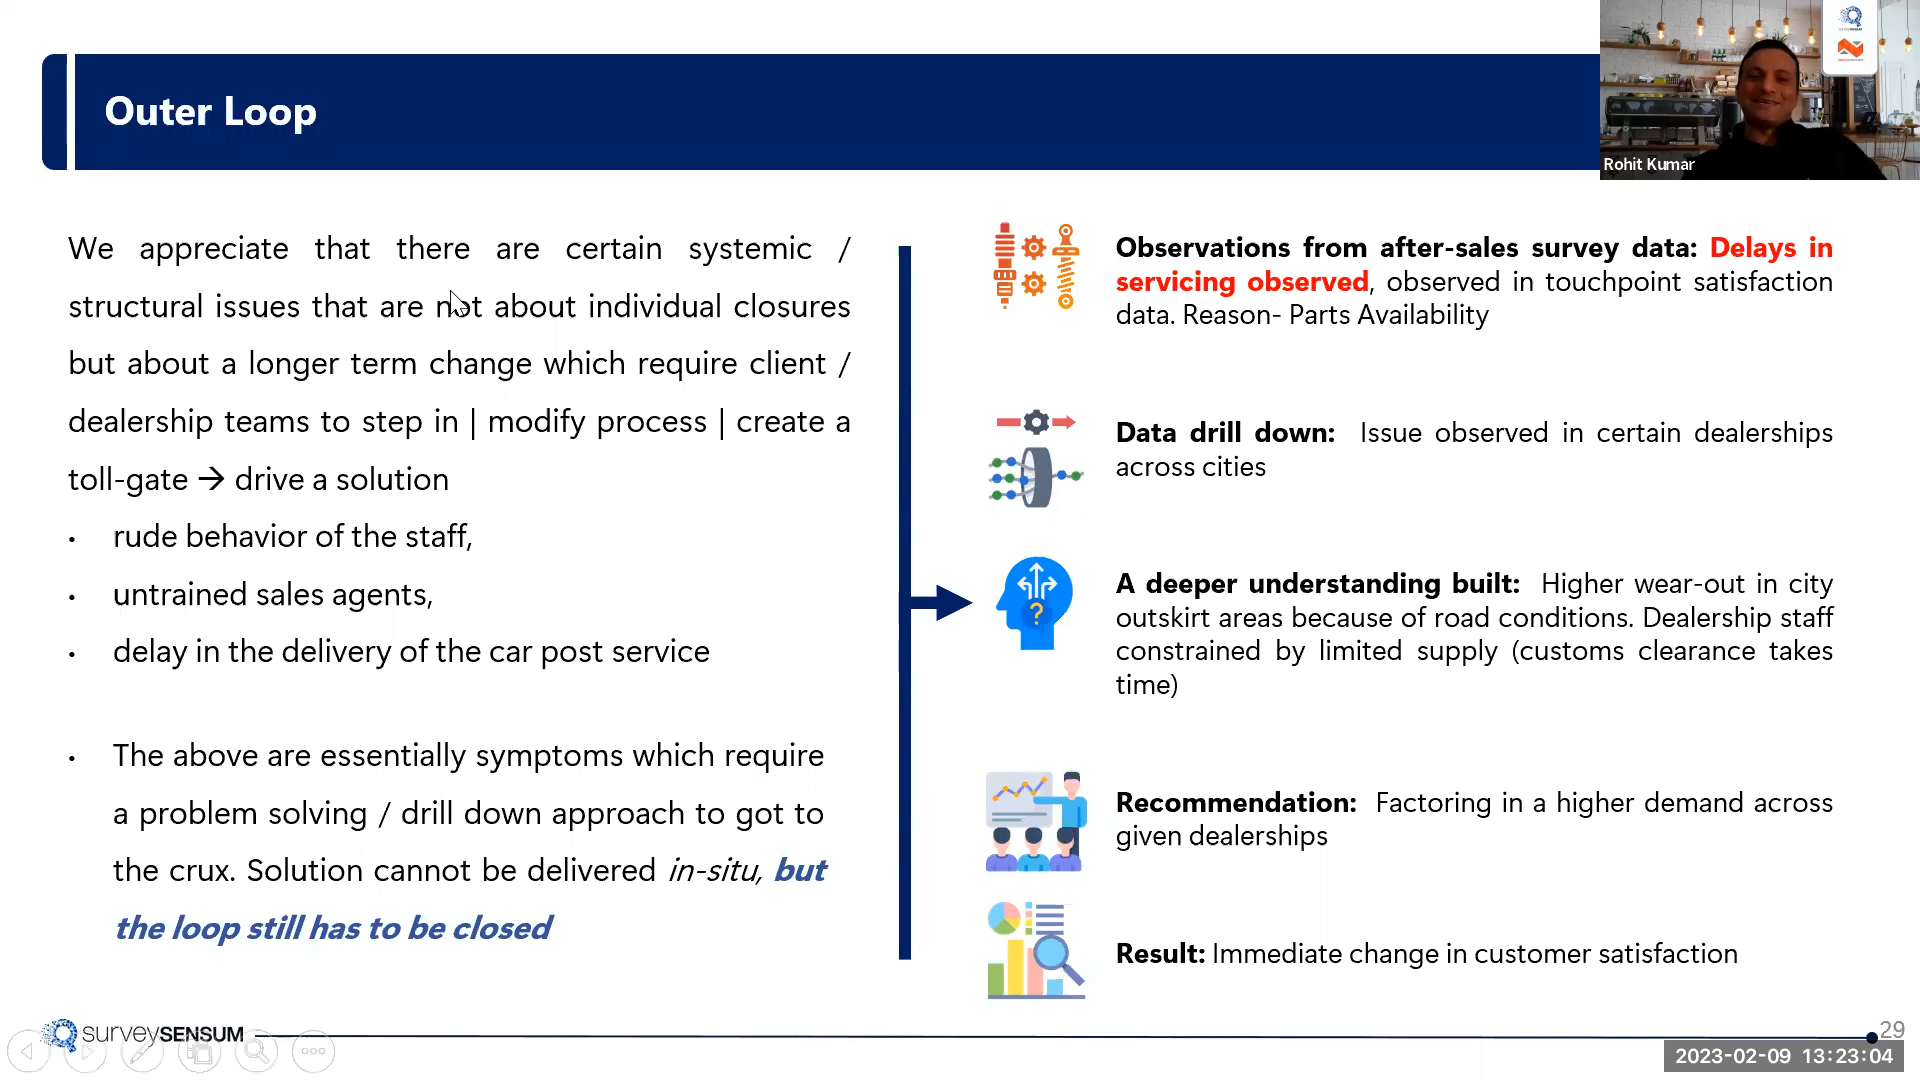 Outer Loop
Rohit Kumar
We appreciate that there are certain systemic /
structural issues that are not about individual closures
but about a longer term change which require client /
dealership teams to step in | modify process | create a
toll-gate → drive a solution
• rude behavior of the staff,
• untrained sales agents,
• delay in the delivery of the car post service
• The above are essentially symptoms which require
a problem solving / drill down approach to got to
the crux. Solution cannot be delivered in-situ, but
the loop still has to be closed
Observations from after-sales survey data: Delays in
servicing observed, observed in touchpoint satisfaction
data. Reason- Parts Availability
Data drill down: Issue observed in certain dealerships
across cities
?
A deeper understanding built: Higher wear-out in city
outskirt areas because of road conditions. Dealership staff
constrained by limited supply (customs clearance takes
time)
Recommendation: Factoring in a higher demand across
given dealerships
Result: Immediate change in customer satisfaction
surveySENSUM
29
2023-02-09 13:23:04